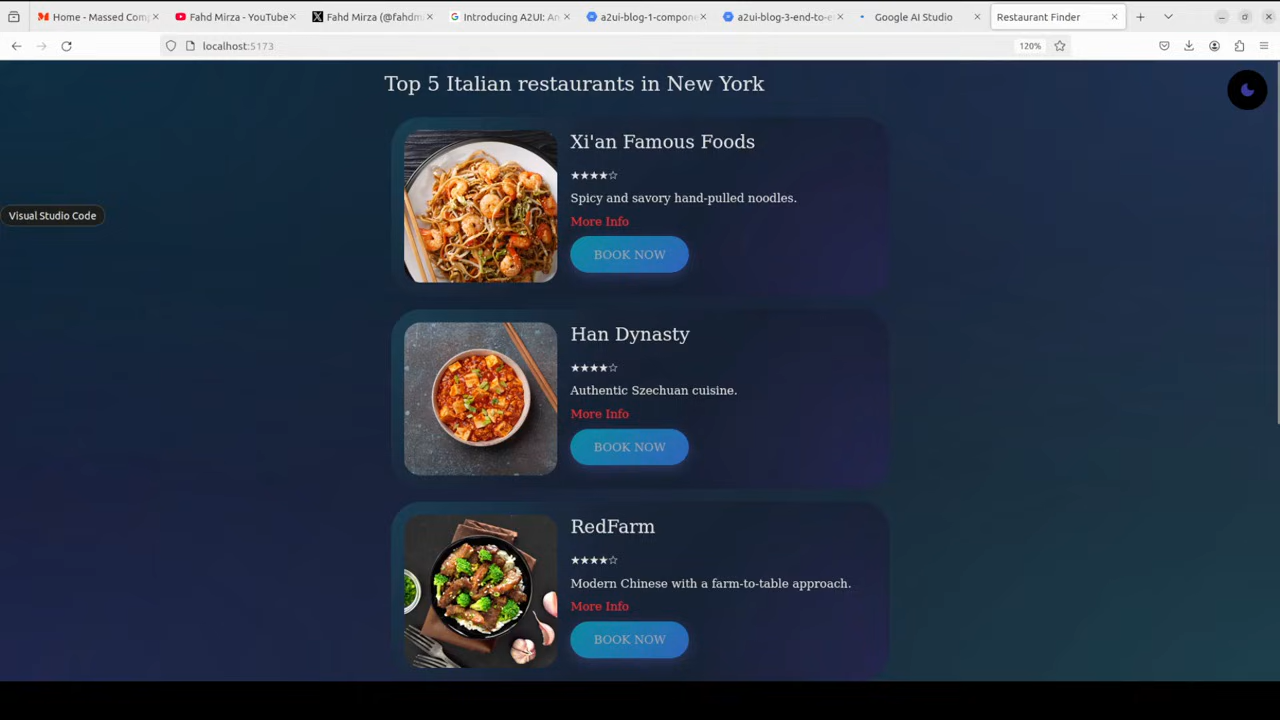 Home - Massed Com
Fahd Mirza - YouTube
Fahd Mirza (@fahdm
Introducing A2UI: An
a2ui-blog-1-compone
a2ui-blog-3-end-to-e
Google AI Studio
Restaurant Finder
localhost:5173
120%
Top 5 Italian restaurants in New York
Visual Studio Code
Xi'an Famous Foods
★★★★☆
Spicy and savory hand-pulled noodles.
More Info
BOOK NOW
Han Dynasty
★★★★☆
Authentic Szechuan cuisine.
More Info
BOOK NOW
RedFarm
★★★★☆
Modern Chinese with a farm-to-table approach.
More Info
BOOK NOW